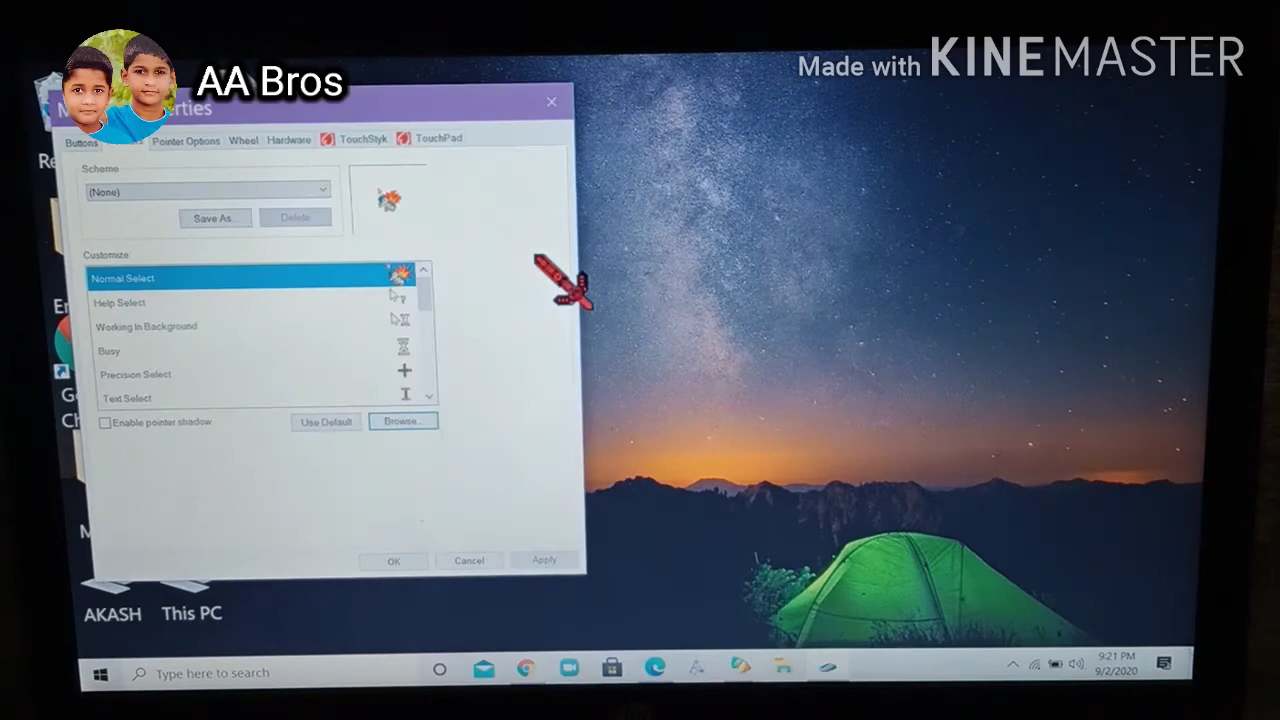 AA Bros
Made with KINEMASTER
Buttons
Pointer Options
Wheel
Hardware
TouchStyk
TouchPad
Scheme
(None)
Save As...
Delete
Customize:
Normal Select
Help Select
Working In Background
Busy
Precision Select
Text Select
Enable pointer shadow
Use Default
Browse...
OK
Cancel
Apply
AKASH
This PC
Type here to search
9:21 PM
9/2/2020